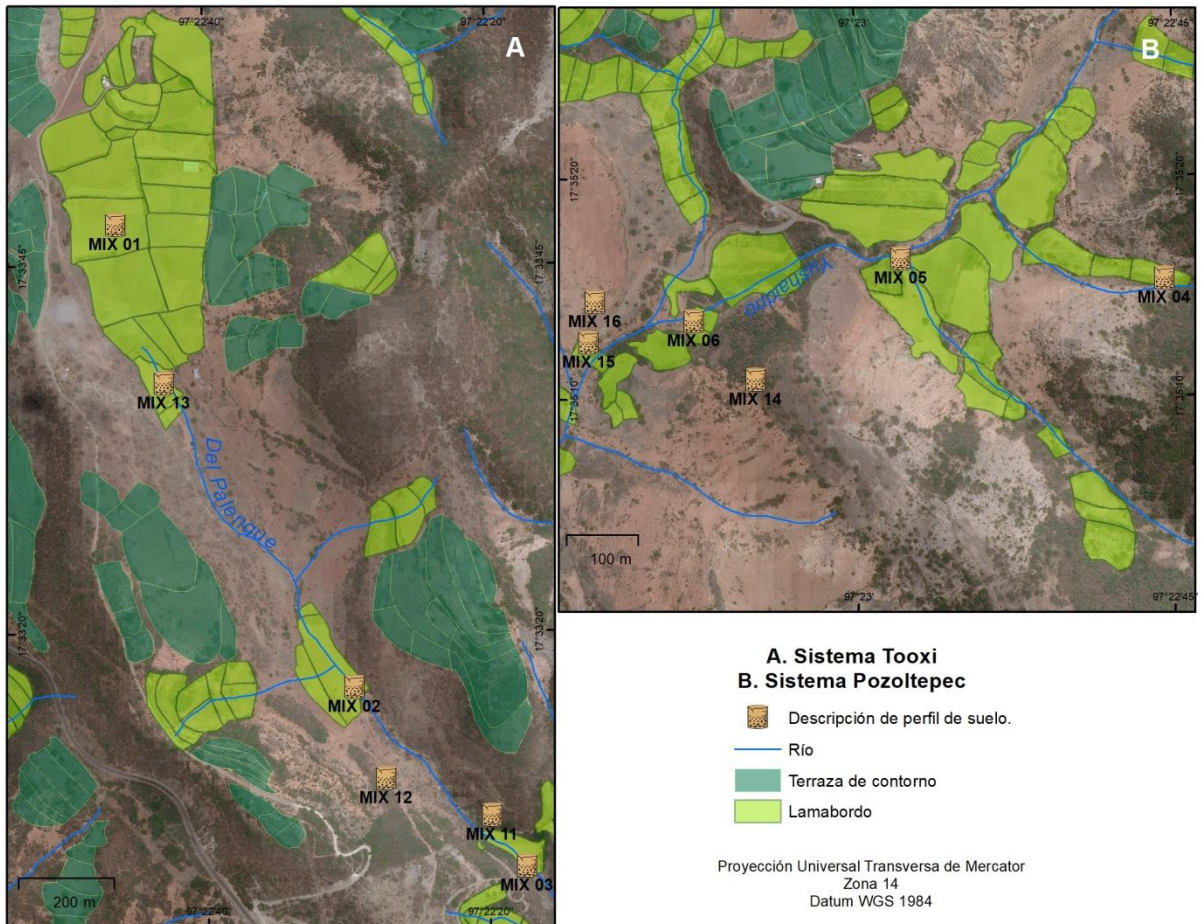 97°22'40"
97°22'20"
A
MIX 01
17°33'45"
17°33'45"
MIX 13
Del Palenque
17°33'20"
17°33'20"
MIX 02
MIX 12
MIX 11
MIX 03
200 m
97°22'40"
97°22'20"
97°23'
97°22'45"
B
17°35'20"
17°35'20"
MIX 05
MIX 04
MIX 16
MIX 06
MIX 15
MIX 14
17°35'10"
17°35'10"
100 m
97°23'
97°22'45"
A. Sistema Tooxi
B. Sistema Pozoltepec
Descripción de perfil de suelo.
Río
Terraza de contorno
Lamabordo
Proyección Universal Transversa de Mercator
Zona 14
Datum WGS 1984